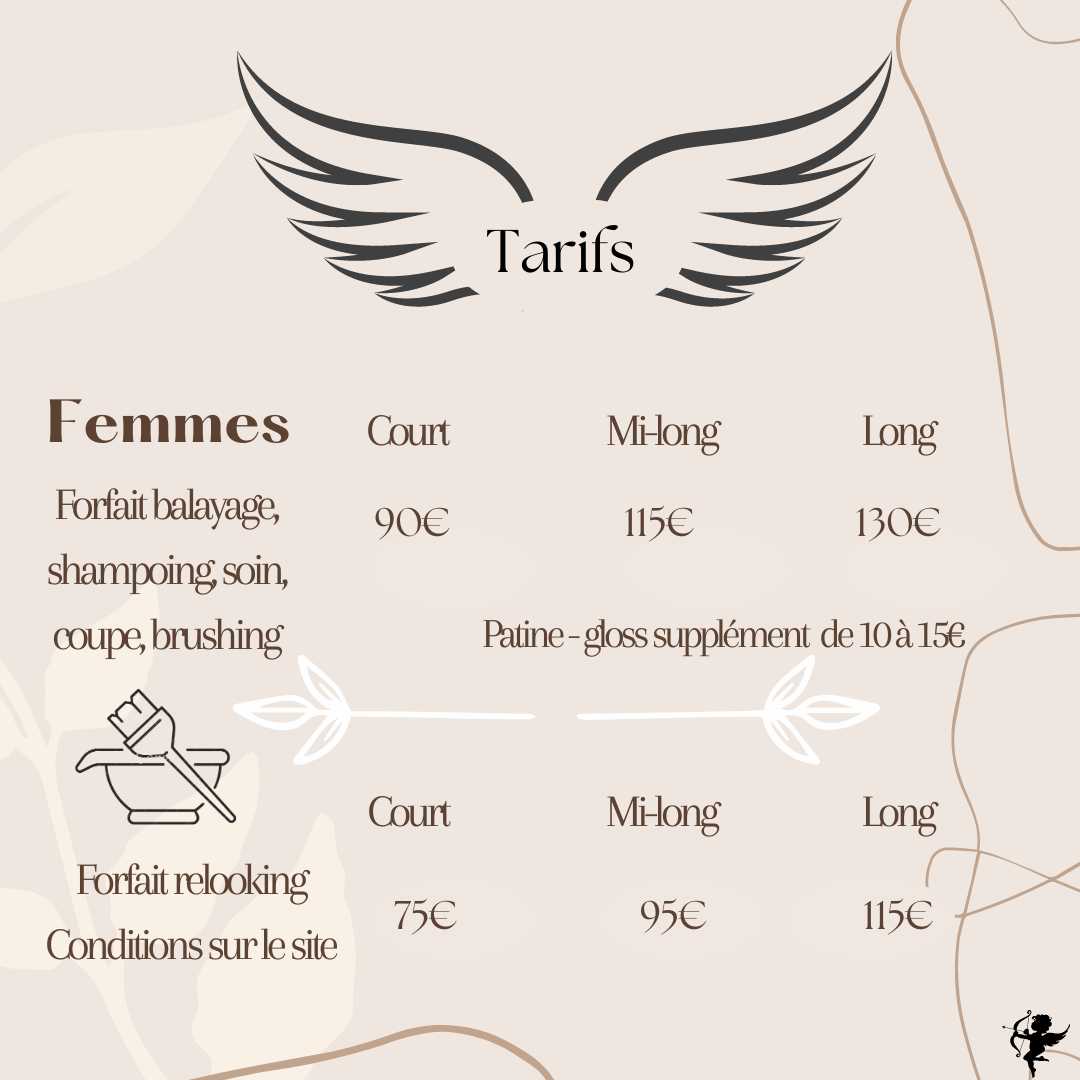 Tarifs
Femmes
Court Mi-long Long
Forfait balayage,
shampoing, soin,
coupe, brushing
90€ 115€ 130€
Patine - gloss supplément de 10 à 15€
Court Mi-long Long
Forfait relooking
Conditions sur le site
75€ 95€ 115€